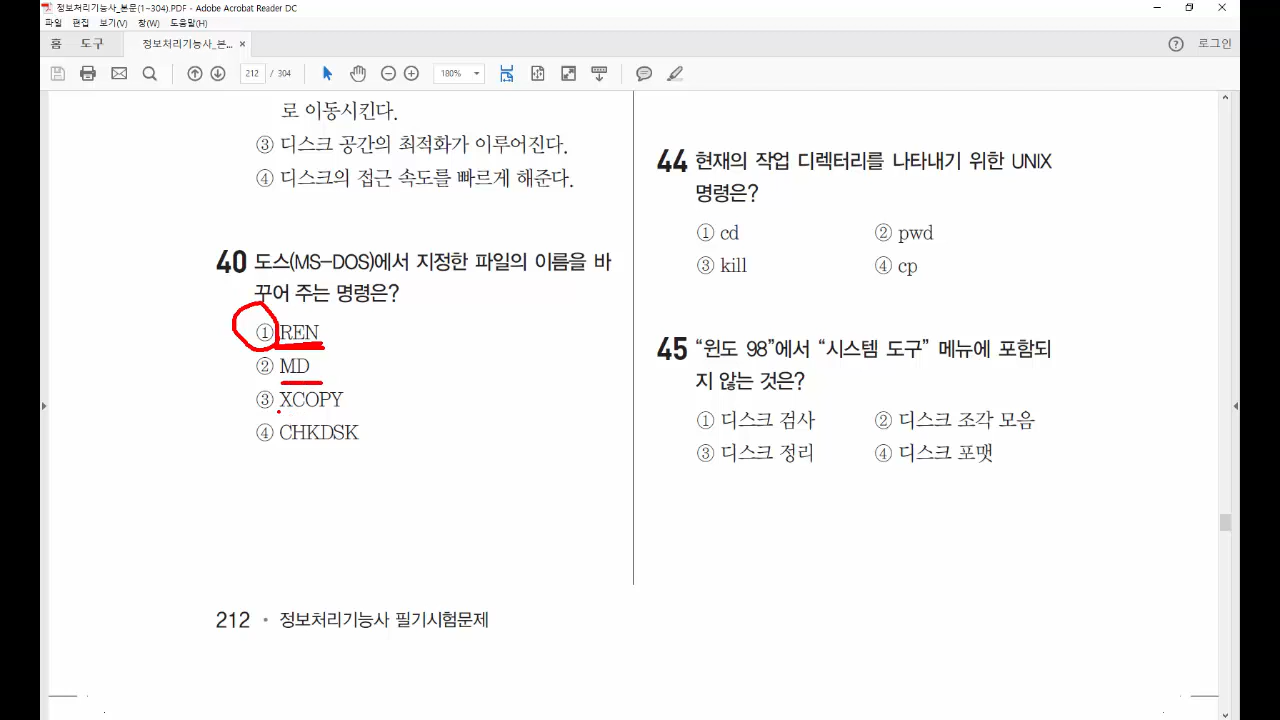 정보처리기능사_본문(1~304).PDF - Adobe Acrobat Reader DC
파일 편집 보기(V) 창(W) 도움말(H)
홈 도구 정보처리기능사_본... × 로그인
212 / 304 180%
로 이동시킨다.
③ 디스크 공간의 최적화가 이루어진다.
④ 디스크의 접근 속도를 빠르게 해준다.
40 도스(MS-DOS)에서 지정한 파일의 이름을 바
꾸어 주는 명령은?
① REN
② MD
③ XCOPY
④ CHKDSK
44 현재의 작업 디렉터리를 나타내기 위한 UNIX
명령은?
① cd ② pwd
③ kill ④ cp
45 “윈도 98”에서 “시스템 도구” 메뉴에 포함되
지 않는 것은?
① 디스크 검사 ② 디스크 조각 모음
③ 디스크 정리 ④ 디스크 포맷
212 • 정보처리기능사 필기시험문제